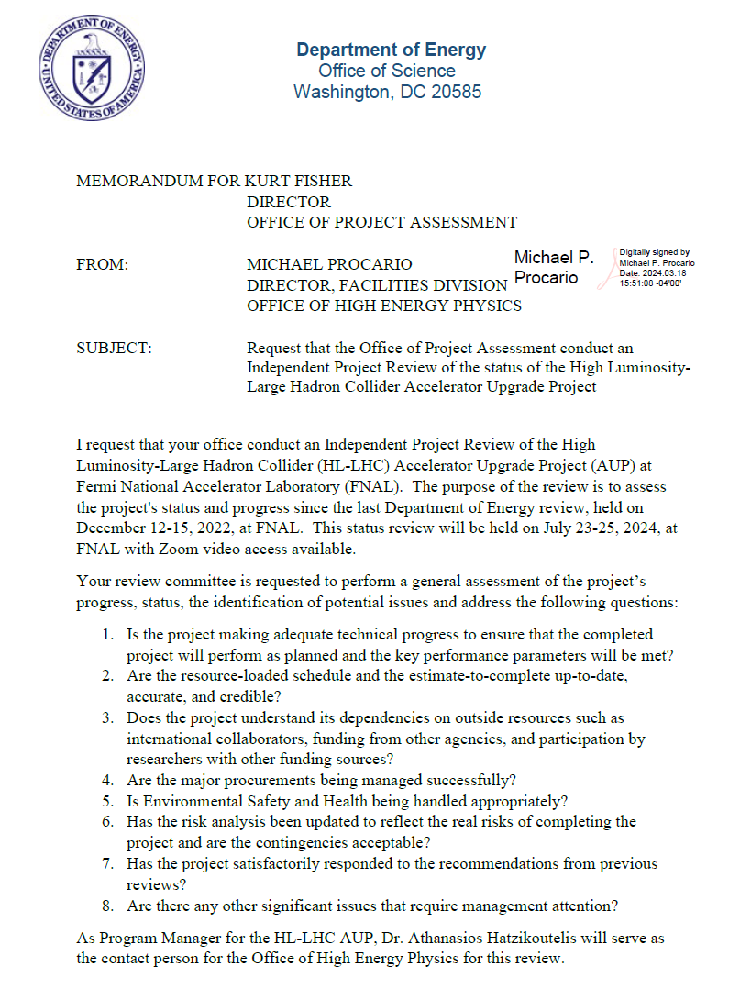 DEPARTMENT OF ENERGY
UNITED STATES OF AMERICA
Department of Energy
Office of Science
Washington, DC 20585
MEMORANDUM FOR KURT FISHER
DIRECTOR
OFFICE OF PROJECT ASSESSMENT
FROM: MICHAEL PROCARIO
DIRECTOR, FACILITIES DIVISION
OFFICE OF HIGH ENERGY PHYSICS
Michael P.
Procario
Digitally signed by
Michael P. Procario
Date: 2024.03.18
15:51:08 -04'00'
SUBJECT: Request that the Office of Project Assessment conduct an
Independent Project Review of the status of the High Luminosity-
Large Hadron Collider Accelerator Upgrade Project
I request that your office conduct an Independent Project Review of the High
Luminosity-Large Hadron Collider (HL-LHC) Accelerator Upgrade Project (AUP) at
Fermi National Accelerator Laboratory (FNAL).  The purpose of the review is to assess
the project's status and progress since the last Department of Energy review, held on
December 12-15, 2022, at FNAL.  This status review will be held on July 23-25, 2024, at
FNAL with Zoom video access available.
Your review committee is requested to perform a general assessment of the project’s
progress, status, the identification of potential issues and address the following questions:
1. Is the project making adequate technical progress to ensure that the completed
project will perform as planned and the key performance parameters will be met?
2. Are the resource-loaded schedule and the estimate-to-complete up-to-date,
accurate, and credible?
3. Does the project understand its dependencies on outside resources such as
international collaborators, funding from other agencies, and participation by
researchers with other funding sources?
4. Are the major procurements being managed successfully?
5. Is Environmental Safety and Health being handled appropriately?
6. Has the risk analysis been updated to reflect the real risks of completing the
project and are the contingencies acceptable?
7. Has the project satisfactorily responded to the recommendations from previous
reviews?
8. Are there any other significant issues that require management attention?
As Program Manager for the HL-LHC AUP, Dr. Athanasios Hatzikoutelis will serve as
the contact person for the Office of High Energy Physics for this review.